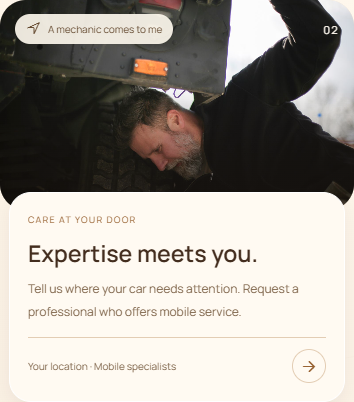 A mechanic comes to me
02
CARE AT YOUR DOOR
Expertise meets you.
Tell us where your car needs attention. Request a
professional who offers mobile service.
Your location · Mobile specialists